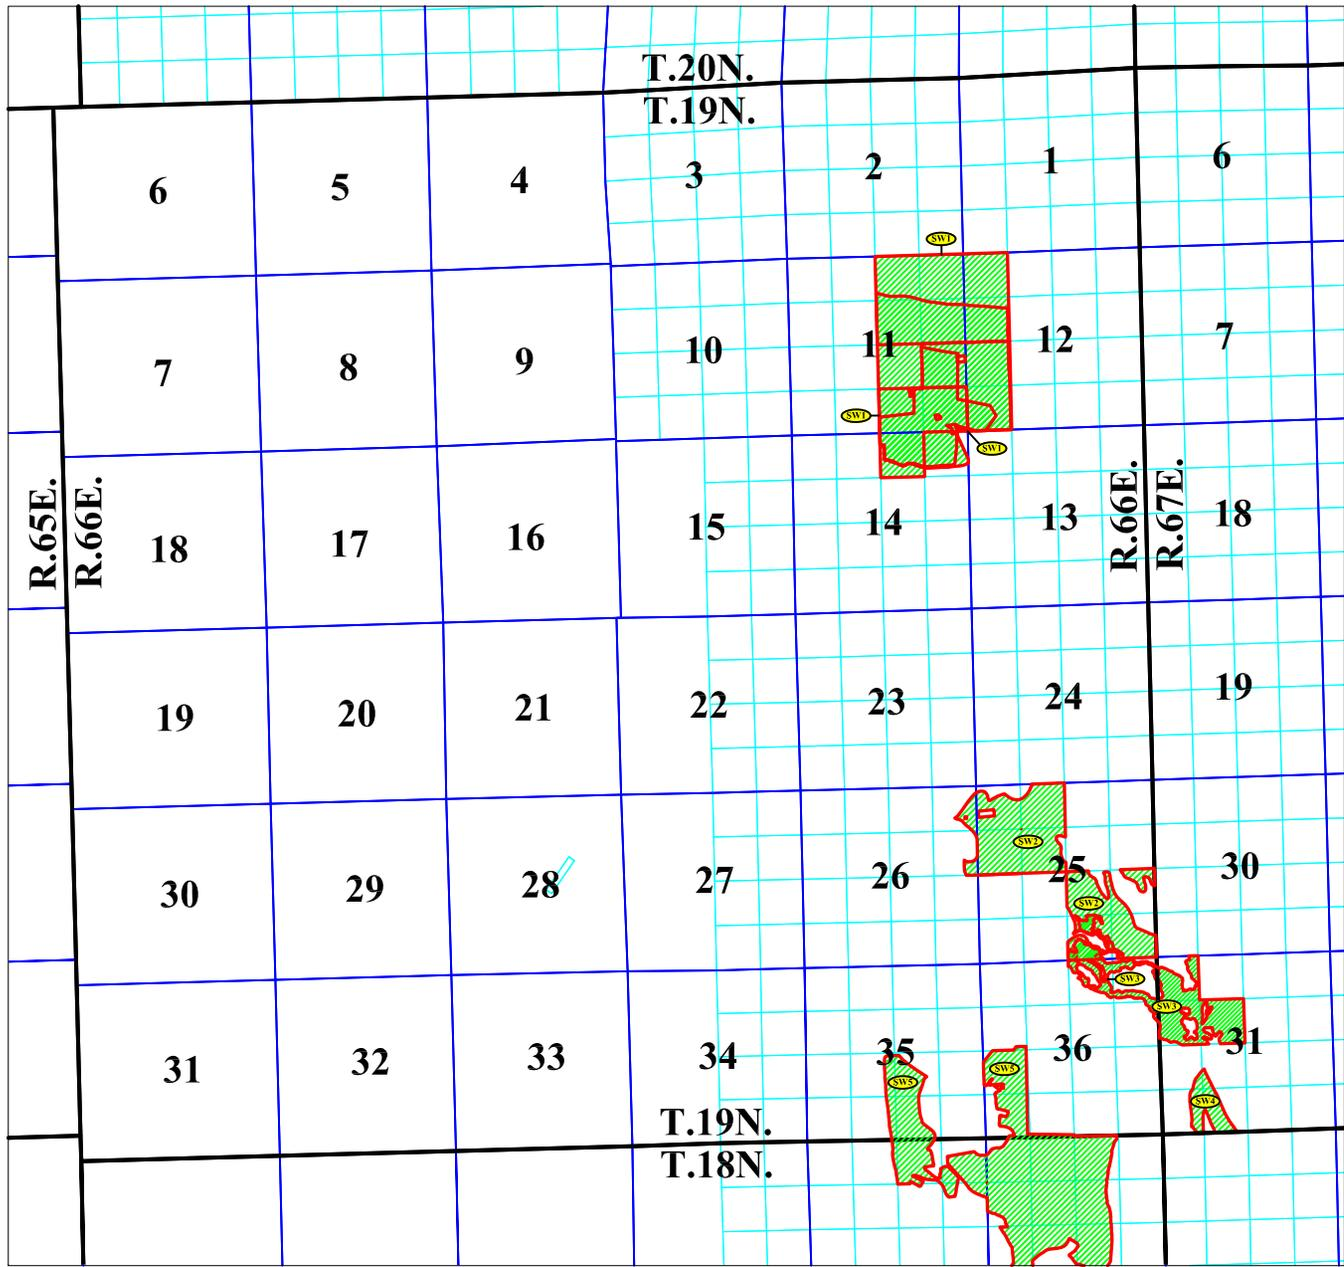 T.20N.
T.19N.
6 5 4 3 2 1 6
SW1
7 8 9 10 11 12 7
SW1
SW1
R.65E.
R.66E.
18 17 16 15 14 13 18
R.66E.
R.67E.
19 20 21 22 23 24 19
SW2
30 29 28 27 26 25 30
SW2
SW3
SW3
31 32 33 34 35 36 31
SW5
SW5
SW4
T.19N.
T.18N.